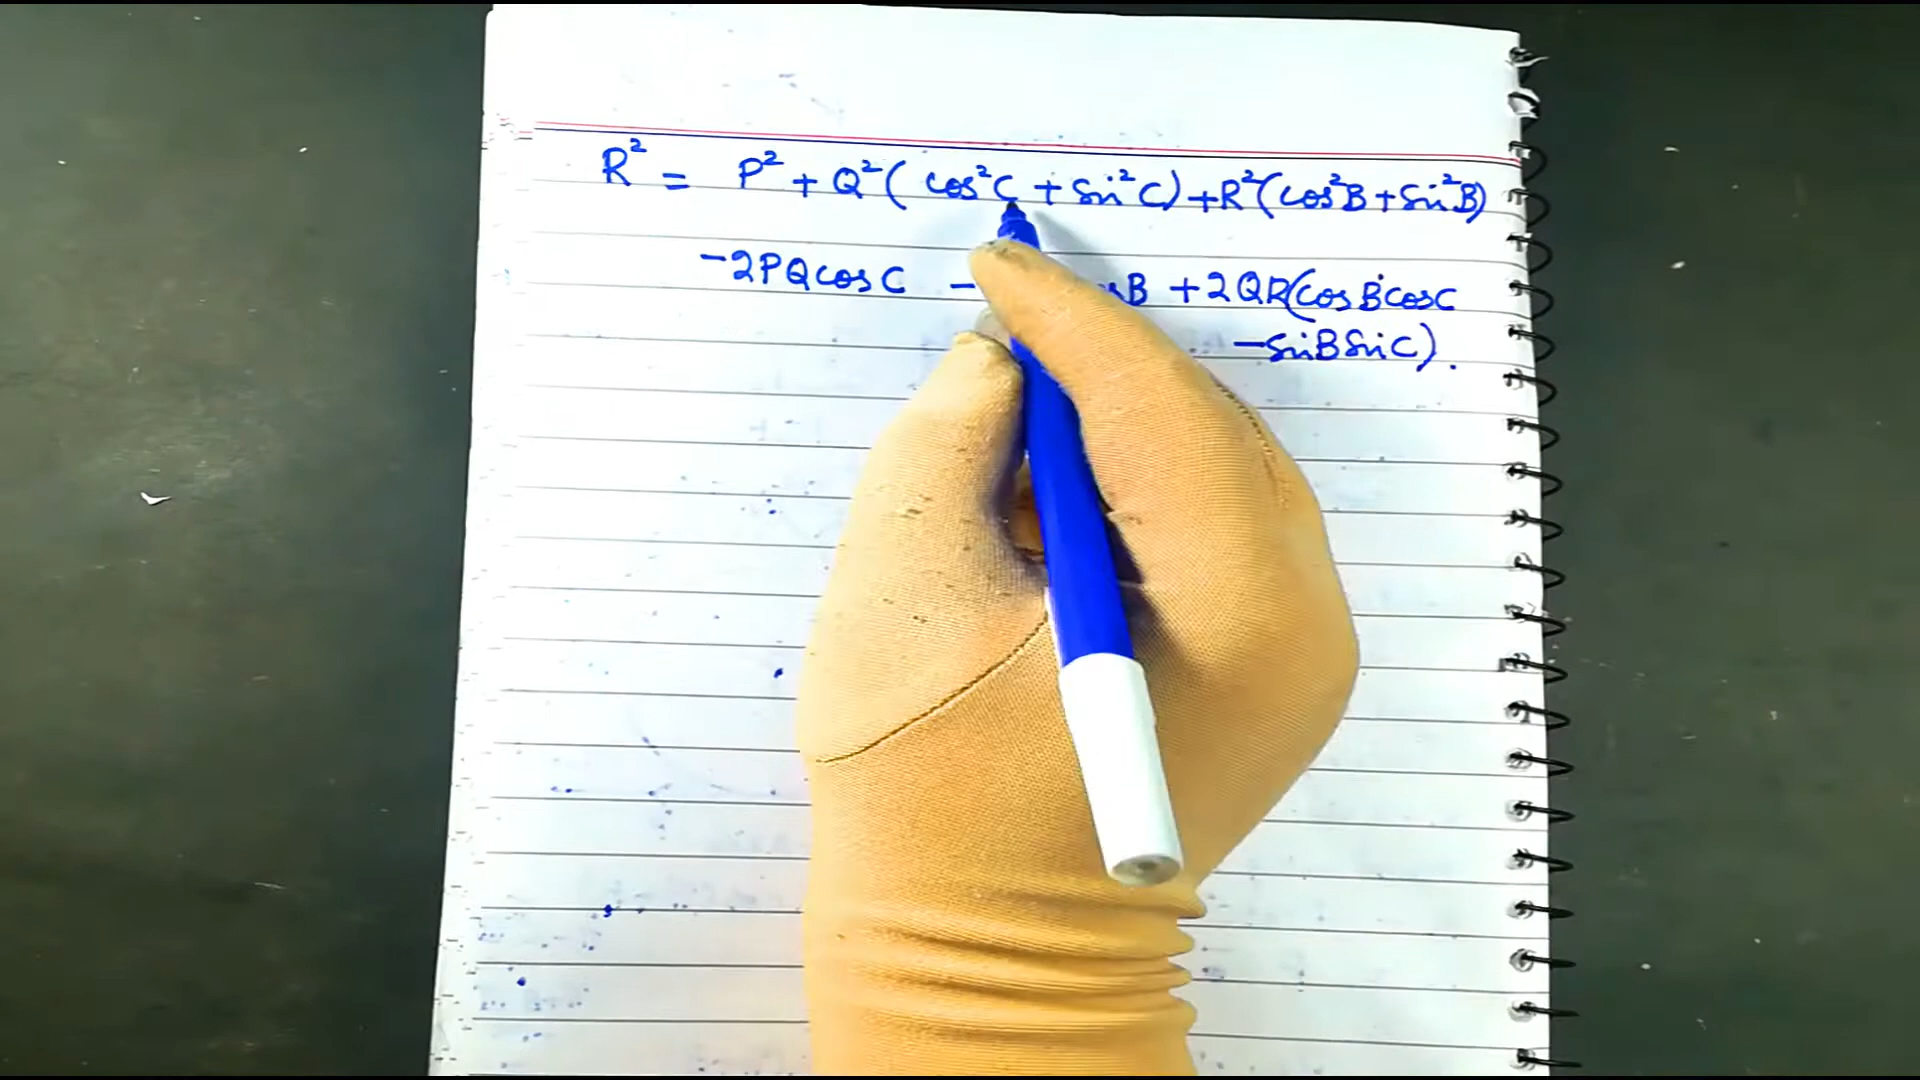 R² = P² + Q² ( cos²C + sin²C) + R² (cos²B + sin²B)
-2PQcosC - B + 2QR(cosBcosC
-sinBsinC).